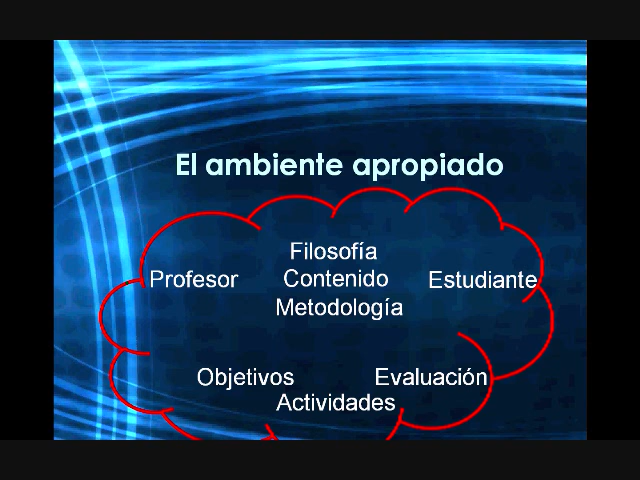 El ambiente apropiado
Filosofía
Profesor Contenido Estudiante
Metodología
Objetivos Evaluación
Actividades